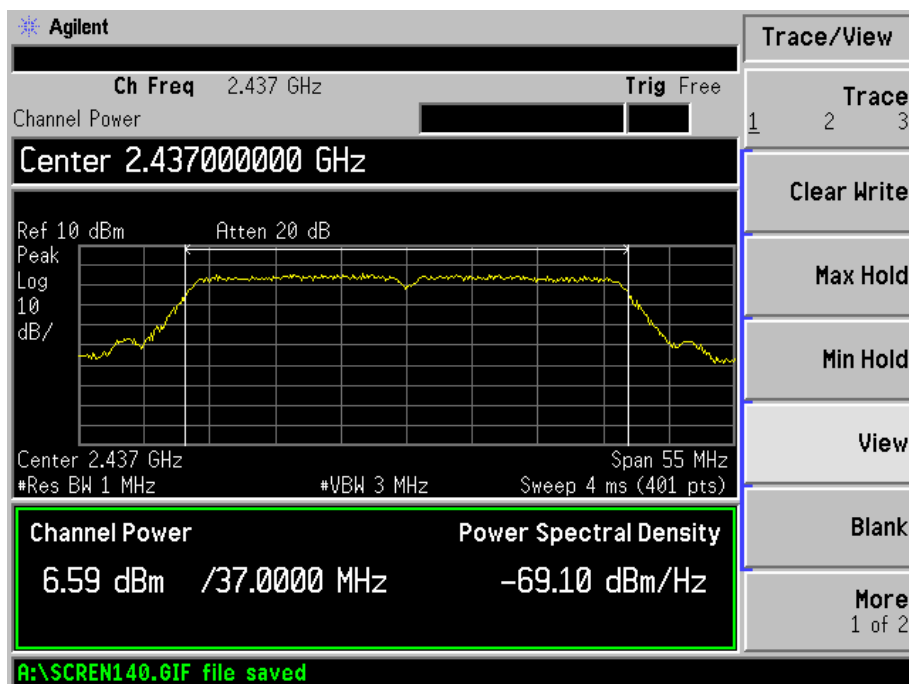 Agilent
Ch Freq 2.437 GHz Trig Free
Channel Power
Center 2.437000000 GHz
Ref 10 dBm Atten 20 dB
Peak
Log
10
dB/
Center 2.437 GHz Span 55 MHz
#Res BW 1 MHz #VBW 3 MHz Sweep 4 ms (401 pts)
Channel Power Power Spectral Density
6.59 dBm /37.0000 MHz -69.10 dBm/Hz
A:\SCREN140.GIF file saved
Trace/View
Trace
1 2 3
Clear Write
Max Hold
Min Hold
View
Blank
More
1 of 2